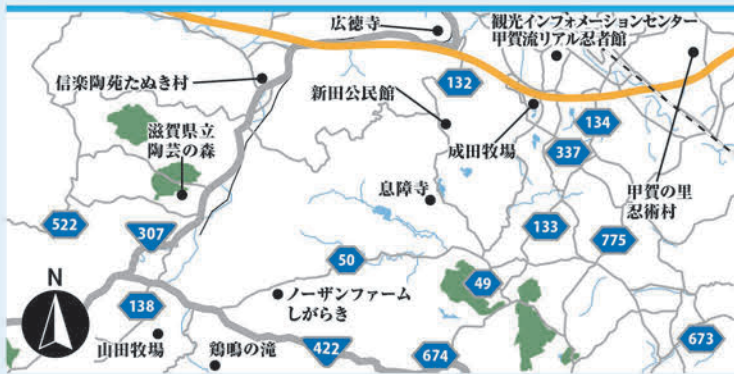 広徳寺
観光インフォメーションセンター
甲賀流リアル忍者館
信楽陶苑たぬき村
132
新田公民館
134
滋賀県立
陶芸の森
成田牧場
337
息障寺
甲賀の里
忍術村
522
307
133
775
50
N
49
ノーザンファーム
しがらき
138
山田牧場
鶏鳴の滝
422
674
673